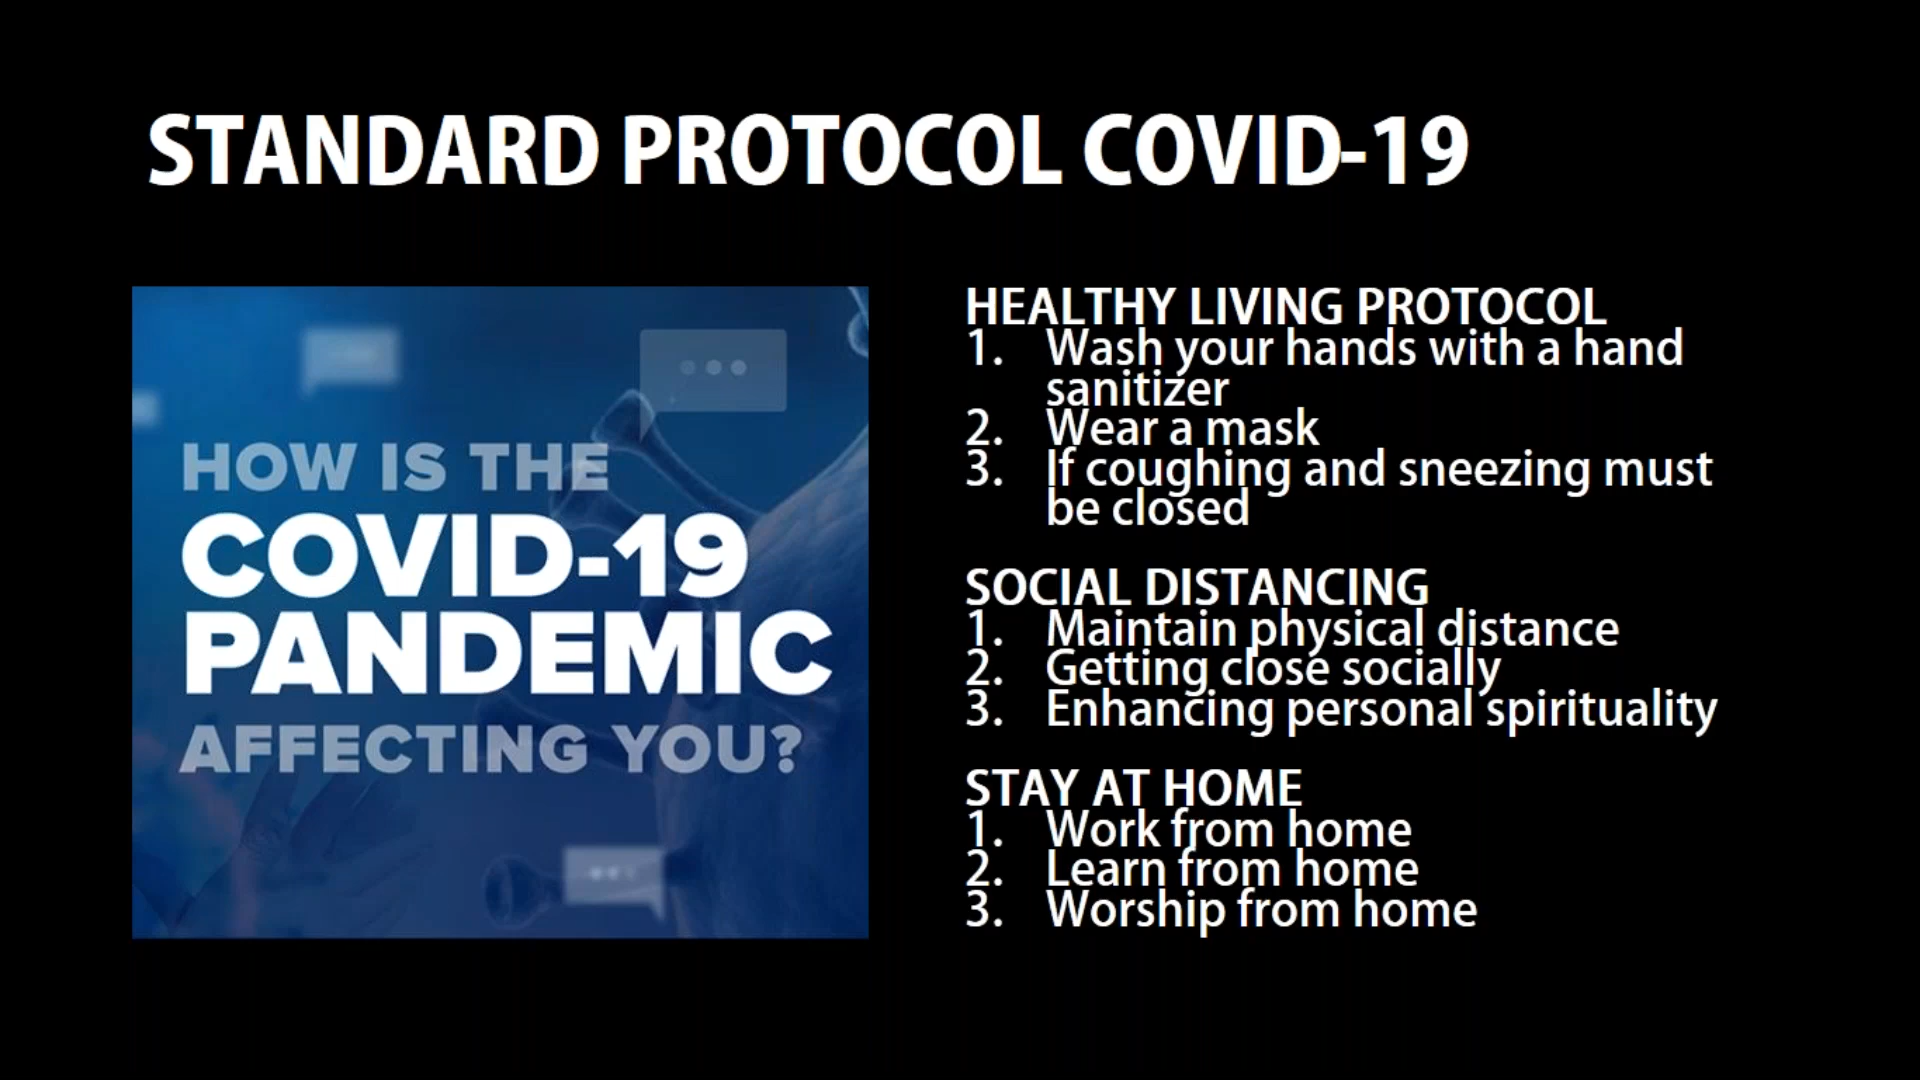 STANDARD PROTOCOL COVID-19
HOW IS THE
COVID-19
PANDEMIC
AFFECTING YOU?
HEALTHY LIVING PROTOCOL
1. Wash your hands with a hand
sanitizer
2. Wear a mask
3. If coughing and sneezing must
be closed
SOCIAL DISTANCING
1. Maintain physical distance
2. Getting close socially
3. Enhancing personal spirituality
STAY AT HOME
1. Work from home
2. Learn from home
3. Worship from home